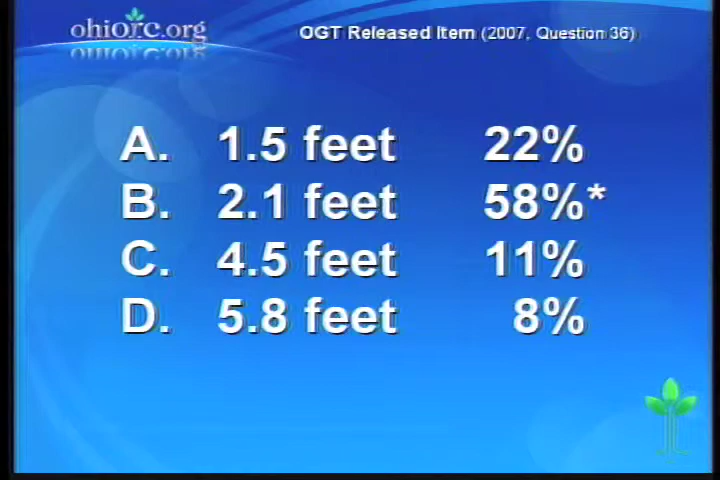 ohiorc.org
OGT Released Item (2007, Question 36)
A. 1.5 feet 22%
B. 2.1 feet 58%*
C. 4.5 feet 11%
D. 5.8 feet 8%